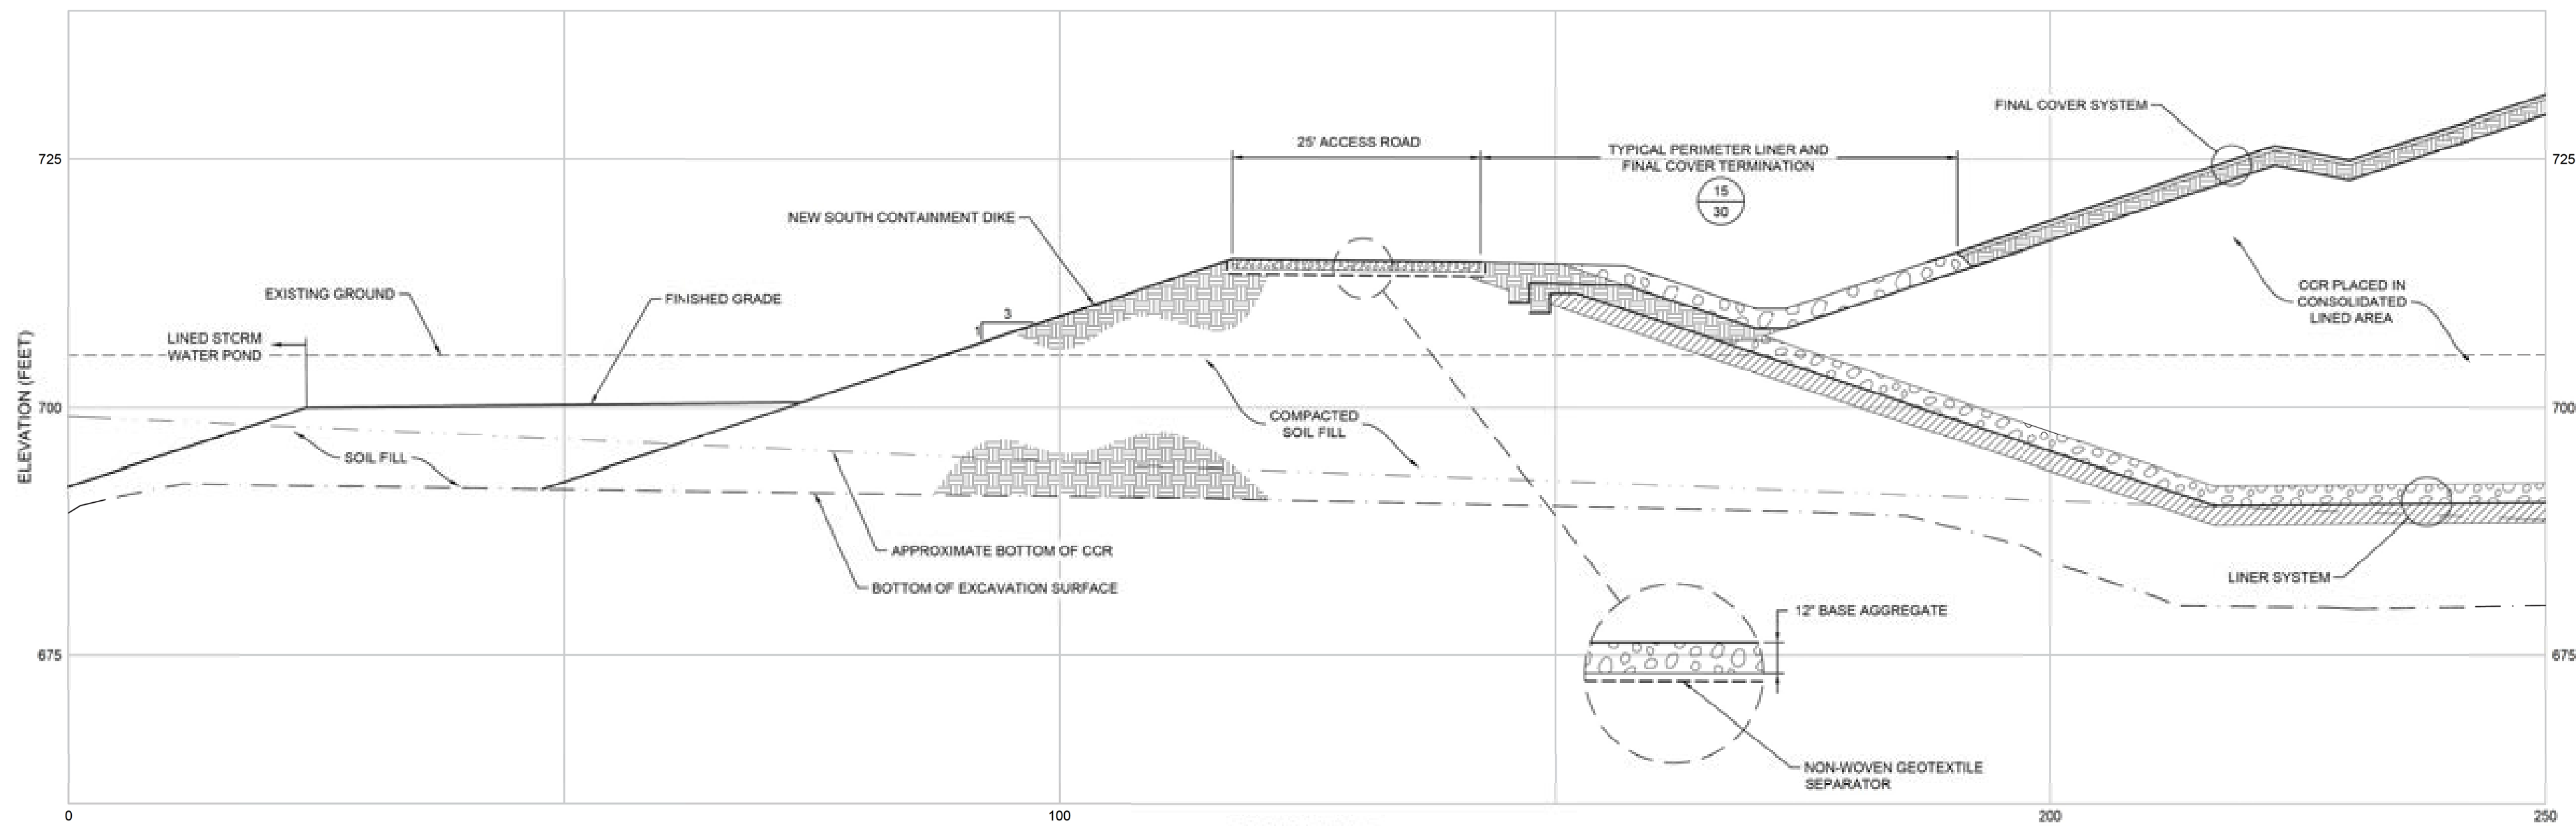 FINAL COVER SYSTEM
25' ACCESS ROAD
TYPICAL PERIMETER LINER AND
FINAL COVER TERMINATION
725
725
15
30
NEW SOUTH CONTAINMENT DIKE
EXISTING GROUND
FINISHED GRADE
CCR PLACED IN
CONSOLIDATED
LINED AREA
3
1
LINED STORM
WATER POND
ELEVATION (FEET)
700
700
COMPACTED
SOIL FILL
SOIL FILL
APPROXIMATE BOTTOM OF CCR
BOTTOM OF EXCAVATION SURFACE
LINER SYSTEM
12" BASE AGGREGATE
675
675
NON-WOVEN GEOTEXTILE
SEPARATOR
0
100
200
250